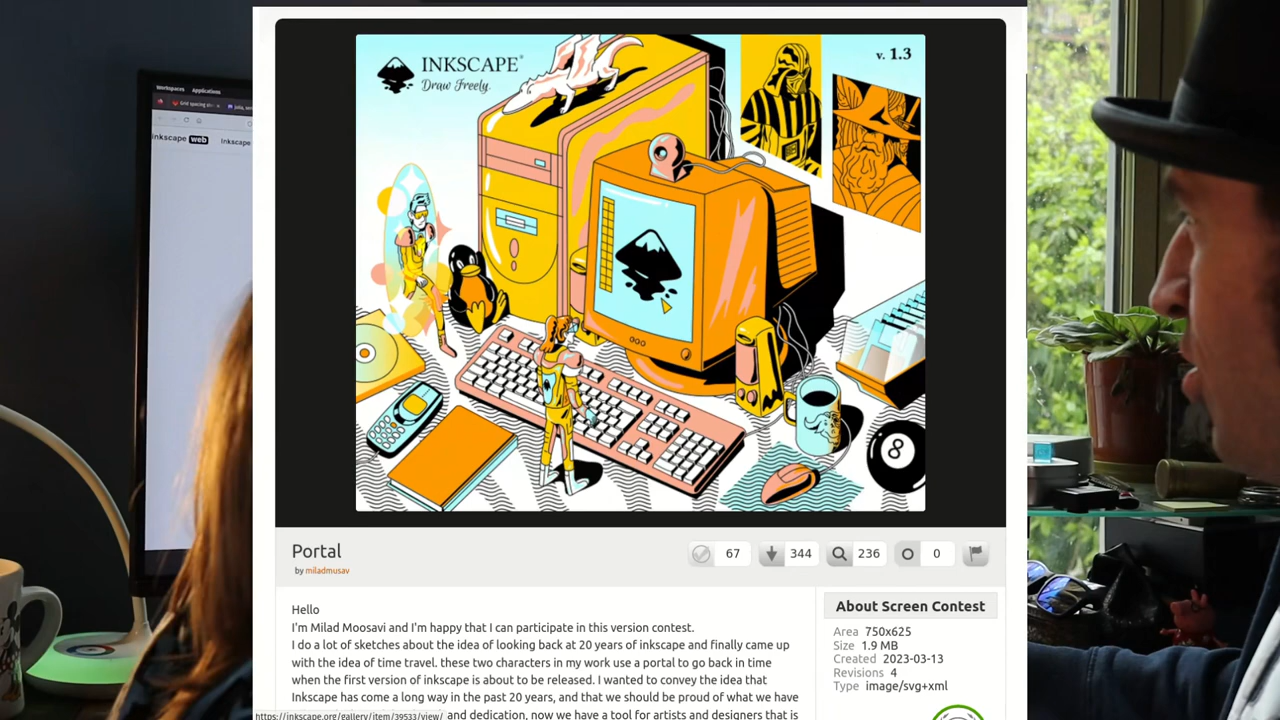 Workspaces Applications
Grid spacing
Inkscape web Inkscape
INKSCAPE
Draw Freely.
v. 1.3
8
Portal
by miladmusav
67 344 236 0
Hello
I'm Milad Moosavi and I'm happy that I can participate in this version contest.
I do a lot of sketches about the idea of looking back at 20 years of inkscape and finally came up
with the idea of time travel. these two characters in my work use a portal to go back in time
when the first version of inkscape is about to be released. I wanted to convey the idea that
Inkscape has come a long way in the past 20 years, and that we should be proud of what we have
and dedication, now we have a tool for artists and designers that is
https://inkscape.org/gallery/item/39533/view/
About Screen Contest
Area 750x625
Size 1.9 MB
Created 2023-03-13
Revisions 4
Type image/svg+xml